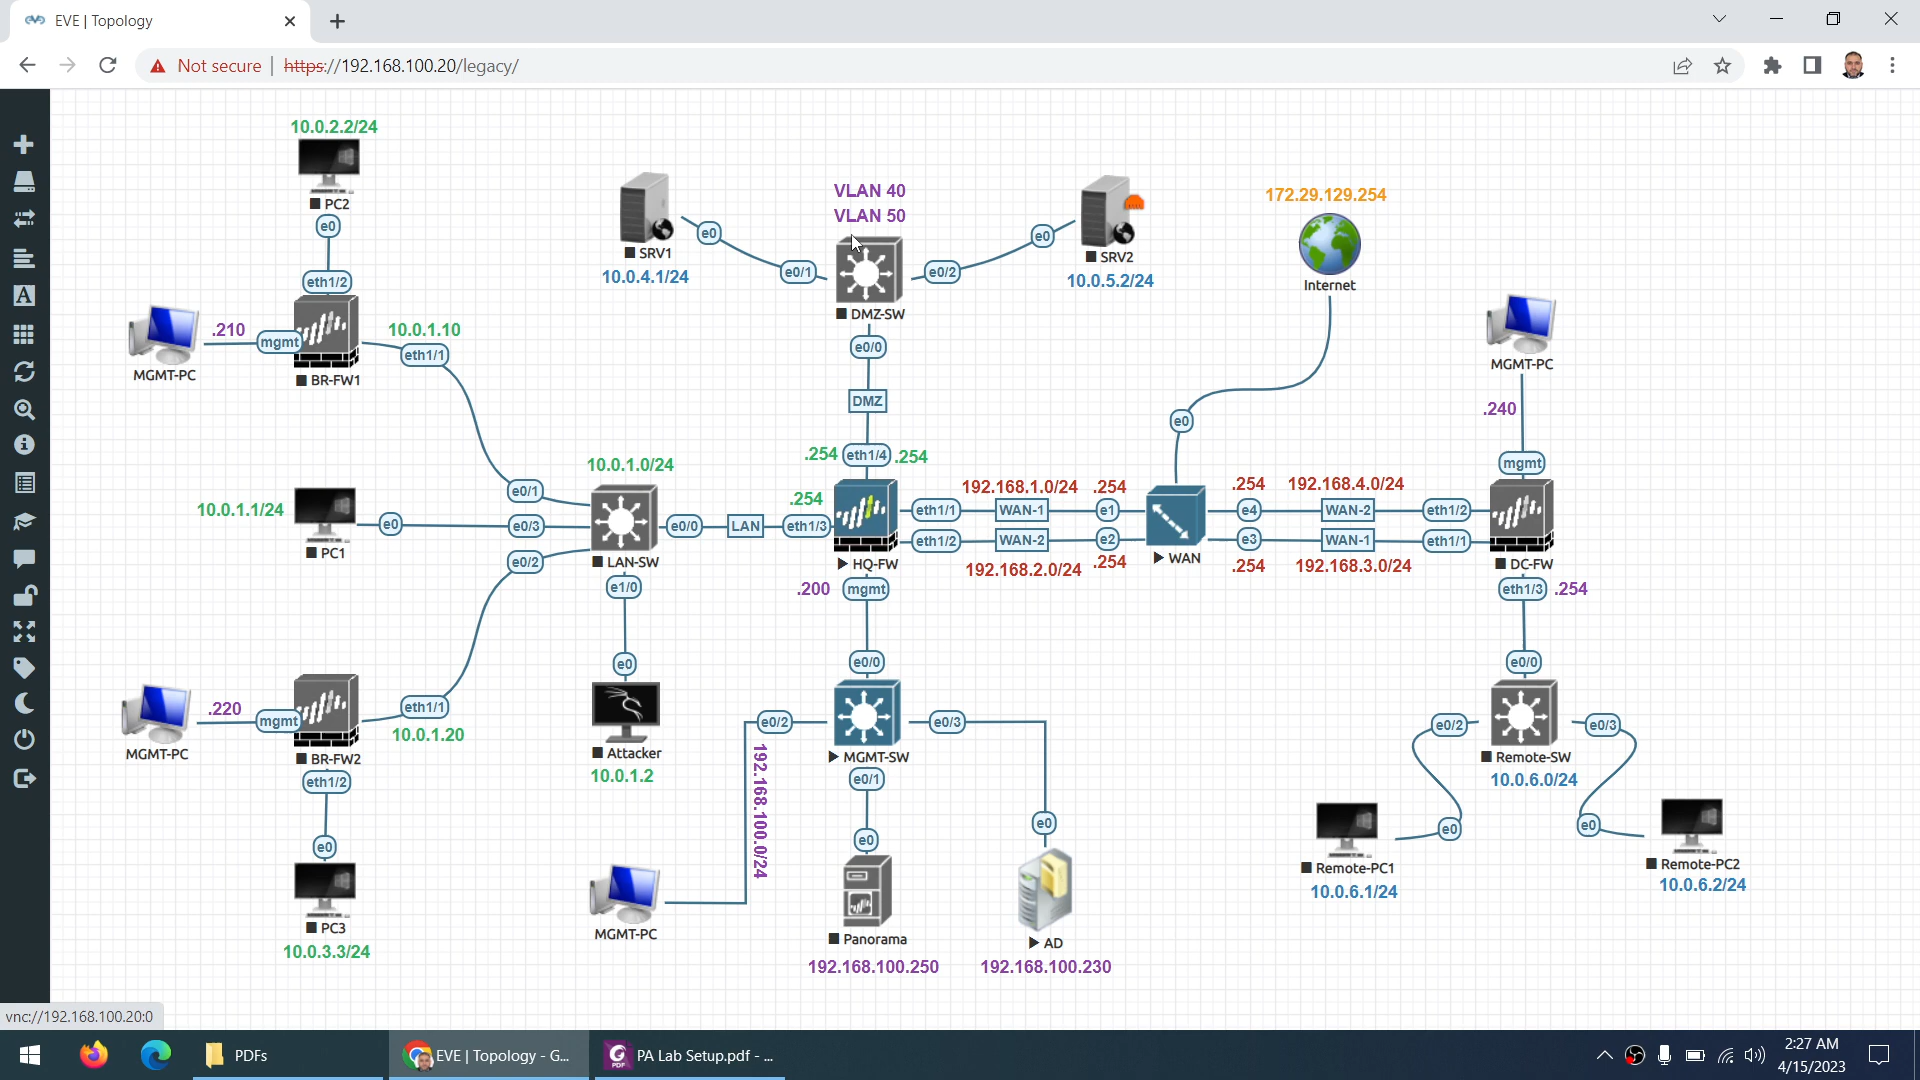 EVE | Topology
Not secure | https://192.168.100.20/legacy/
10.0.2.2/24
PC2
e0
eth1/2
.210
mgmt
MGMT-PC
BR-FW1
10.0.1.10
eth1/1
VLAN 40
VLAN 50
SRV1
10.0.4.1/24
e0
e0/1
e0/2
e0
SRV2
10.0.5.2/24
DMZ-SW
e0/0
DMZ
172.29.129.254
Internet
e0
MGMT-PC
.240
mgmt
.254
eth1/4
.254
10.0.1.0/24
10.0.1.1/24
PC1
e0
e0/1
e0/3
e0/2
LAN-SW
e1/0
e0/0
LAN
eth1/3
.254
HQ-FW
.200
mgmt
eth1/1
192.168.1.0/24
WAN-1
.254
e1
eth1/2
WAN-2
192.168.2.0/24
e2
.254
WAN
.254
e4
192.168.4.0/24
WAN-2
eth1/2
e3
.254
WAN-1
192.168.3.0/24
eth1/1
DC-FW
eth1/3
.254
e0/0
.220
mgmt
MGMT-PC
BR-FW2
eth1/1
10.0.1.20
eth1/2
e0
PC3
10.0.3.3/24
e0
Attacker
10.0.1.2
e0/0
e0/2
e0/3
MGMT-SW
e0/1
192.168.100.0/24
MGMT-PC
e0
Panorama
192.168.100.250
e0
AD
192.168.100.230
e0/2
e0/3
Remote-SW
10.0.6.0/24
e0
Remote-PC1
10.0.6.1/24
e0
Remote-PC2
10.0.6.2/24
vnc://192.168.100.20:0
PDFs
EVE | Topology - G...
PA Lab Setup.pdf - ...
2:27 AM
4/15/2023